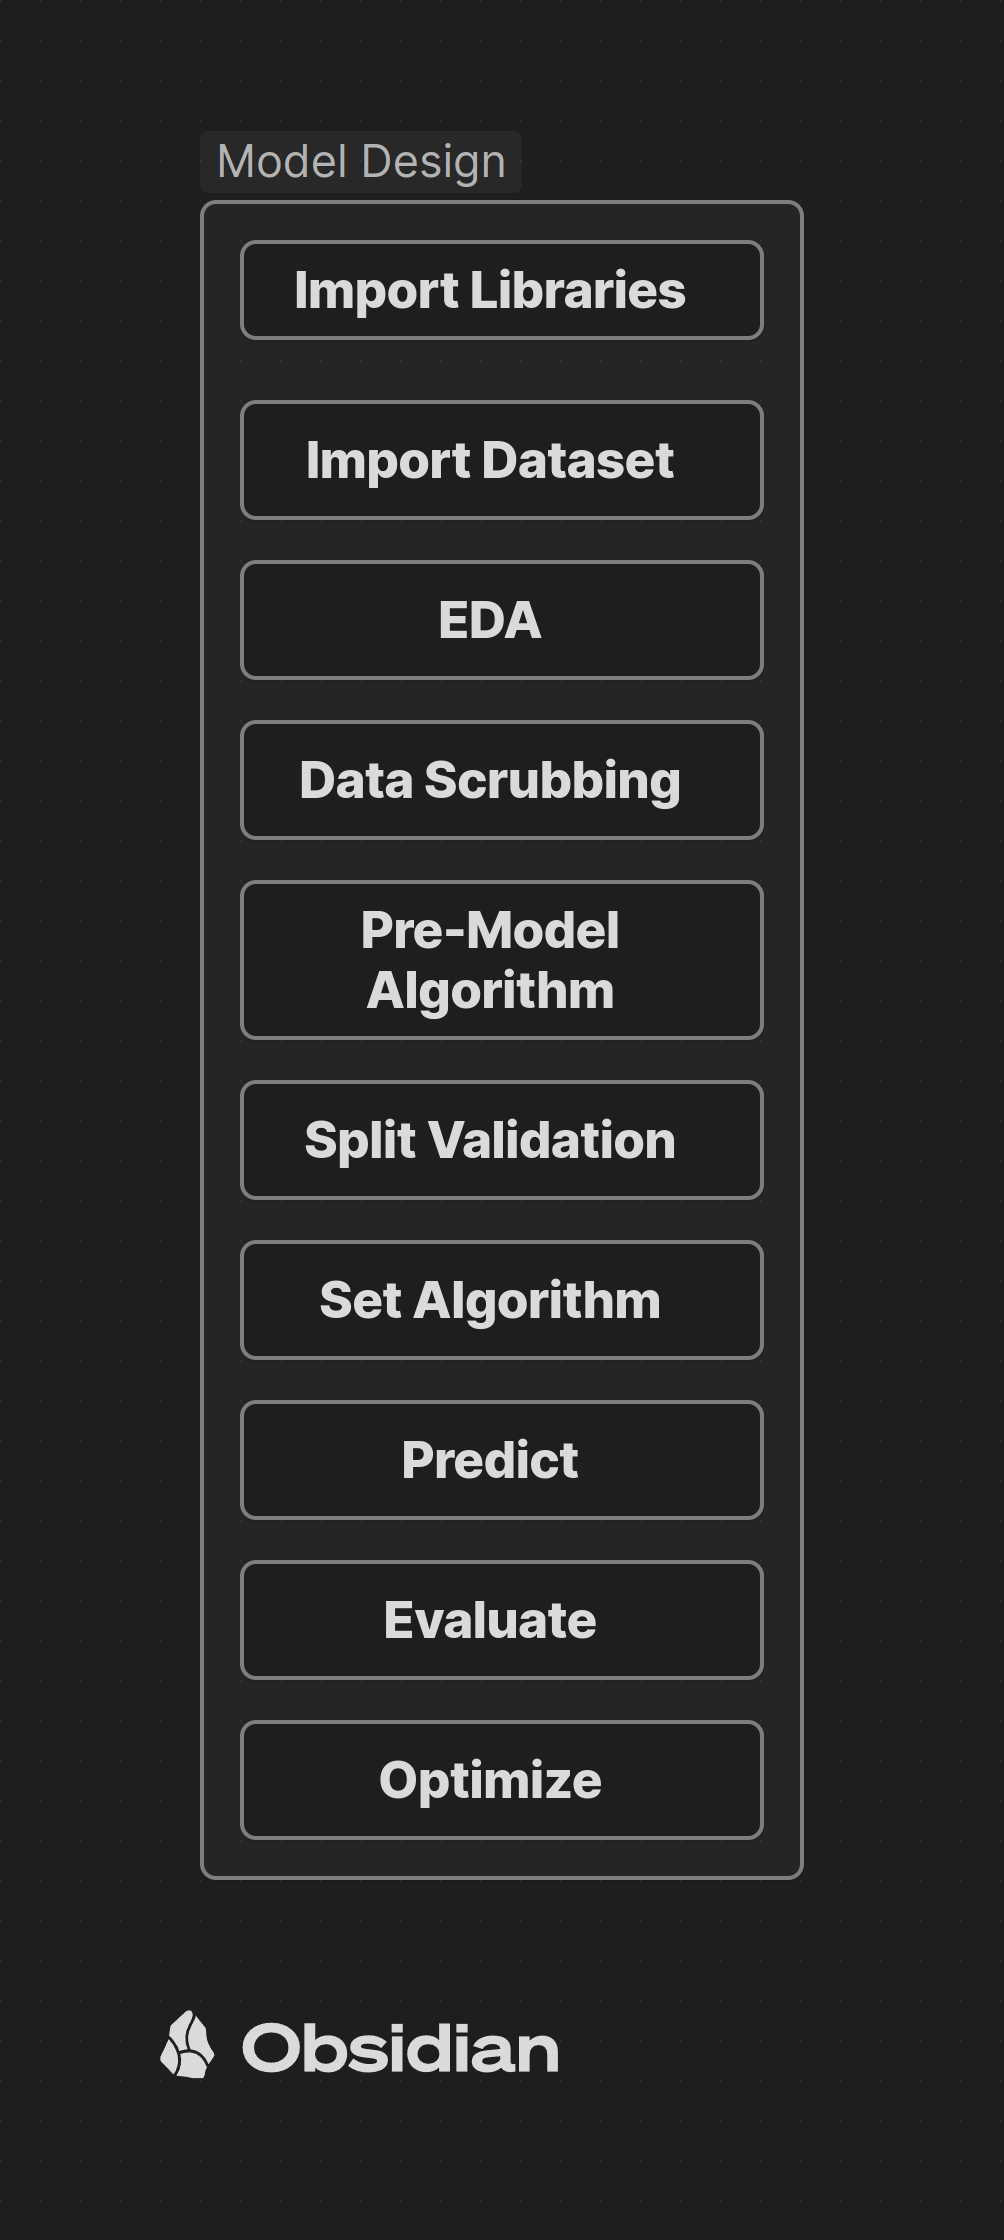 Model Design
Import Libraries
Import Dataset
EDA
Data Scrubbing
Pre-Model
Algorithm
Split Validation
Set Algorithm
Predict
Evaluate
Optimize
Obsidian